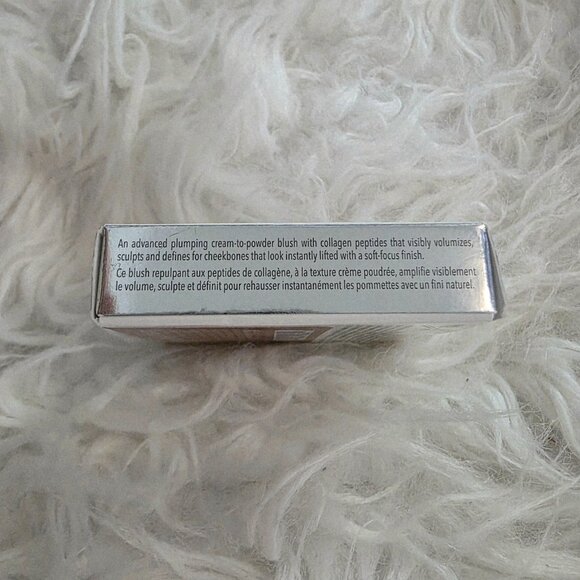 An advanced plumping cream-to-powder blush with collagen peptides that visibly volumizes,
sculpts and defines for cheekbones that look instantly lifted with a soft-focus finish.
Ce blush repulpant aux peptides de collagène, à la texture crème poudrée, amplifie visiblement
le volume, sculpte et définit pour rehausser instantanément les pommettes avec un fini naturel.